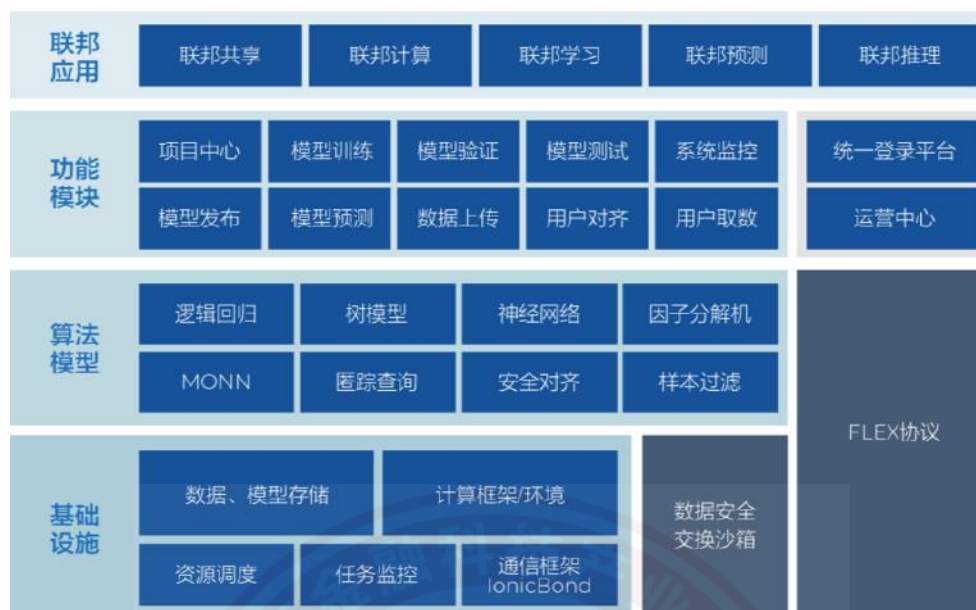 联邦
应用
联邦共享
联邦计算
联邦学习
联邦预测
联邦推理
功能
模块
项目中心
模型训练
模型验证
模型测试
系统监控
统一登录平台
模型发布
模型预测
数据上传
用户对齐
用户取数
运营中心
算法
模型
逻辑回归
树模型
神经网络
因子分解机
MONN
匿踪查询
安全对齐
样本过滤
FLEX协议
基础
设施
数据、模型存储
计算框架/环境
数据安全
交换沙箱
资源调度
任务监控
通信框架
IonicBond
金融科技
业